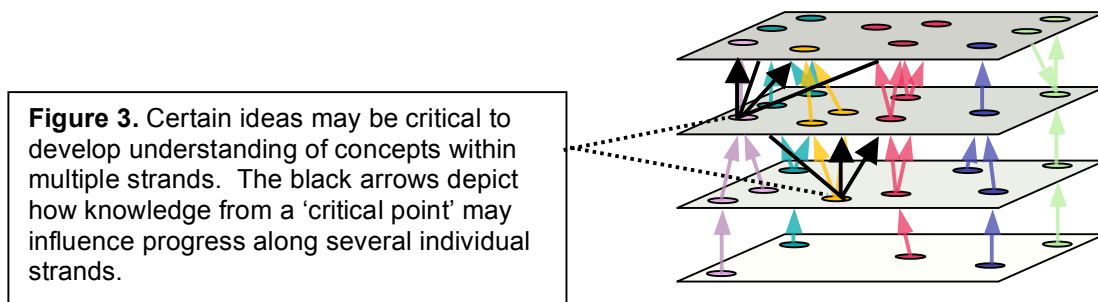 Figure 3. Certain ideas may be critical to
develop understanding of concepts within
multiple strands.  The black arrows depict
how knowledge from a ‘critical point’ may
influence progress along several individual
strands.